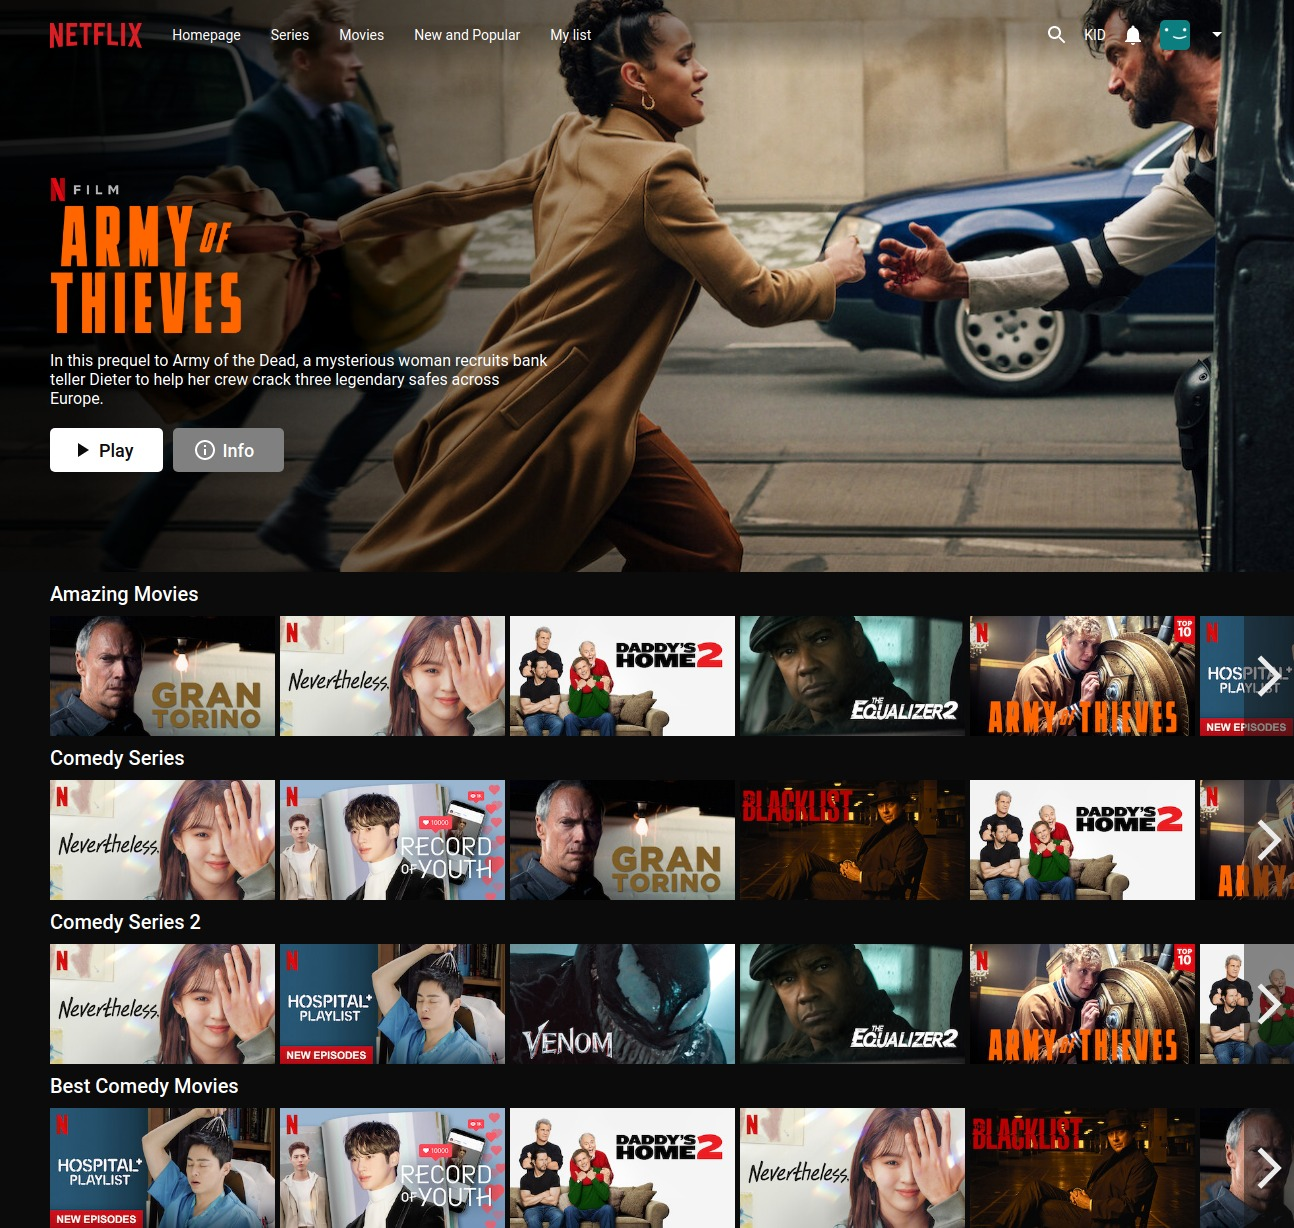 NETFLIX Homepage Series Movies New and Popular My list KID
N FILM
ARMY OF
THIEVES
In this prequel to Army of the Dead, a mysterious woman recruits bank
teller Dieter to help her crew crack three legendary safes across
Europe.
Play Info
Amazing Movies
GRAN
TORINO
N
Nevertheless,
DADDY'S
HOME 2
THE
EQUALIZER 2
N TOP
10
ARMY OF THIEVES
N
HOSPITAL+
PLAYLIST
NEW EPISODES
Comedy Series
N
Nevertheless,
N
10000
RECORD
OF YOUTH
GRAN
TORINO
BLACKLIST
DADDY'S
HOME 2
N
ARMY
Comedy Series 2
N
Nevertheless,
N
HOSPITAL+
PLAYLIST
NEW EPISODES
VENOM
THE
EQUALIZER 2
N TOP
10
ARMY OF THIEVES
Best Comedy Movies
N
HOSPITAL+
PLAYLIST
NEW EPISODES
N
10000
RECORD
OF YOUTH
DADDY'S
HOME 2
N
Nevertheless,
BLACKLIST